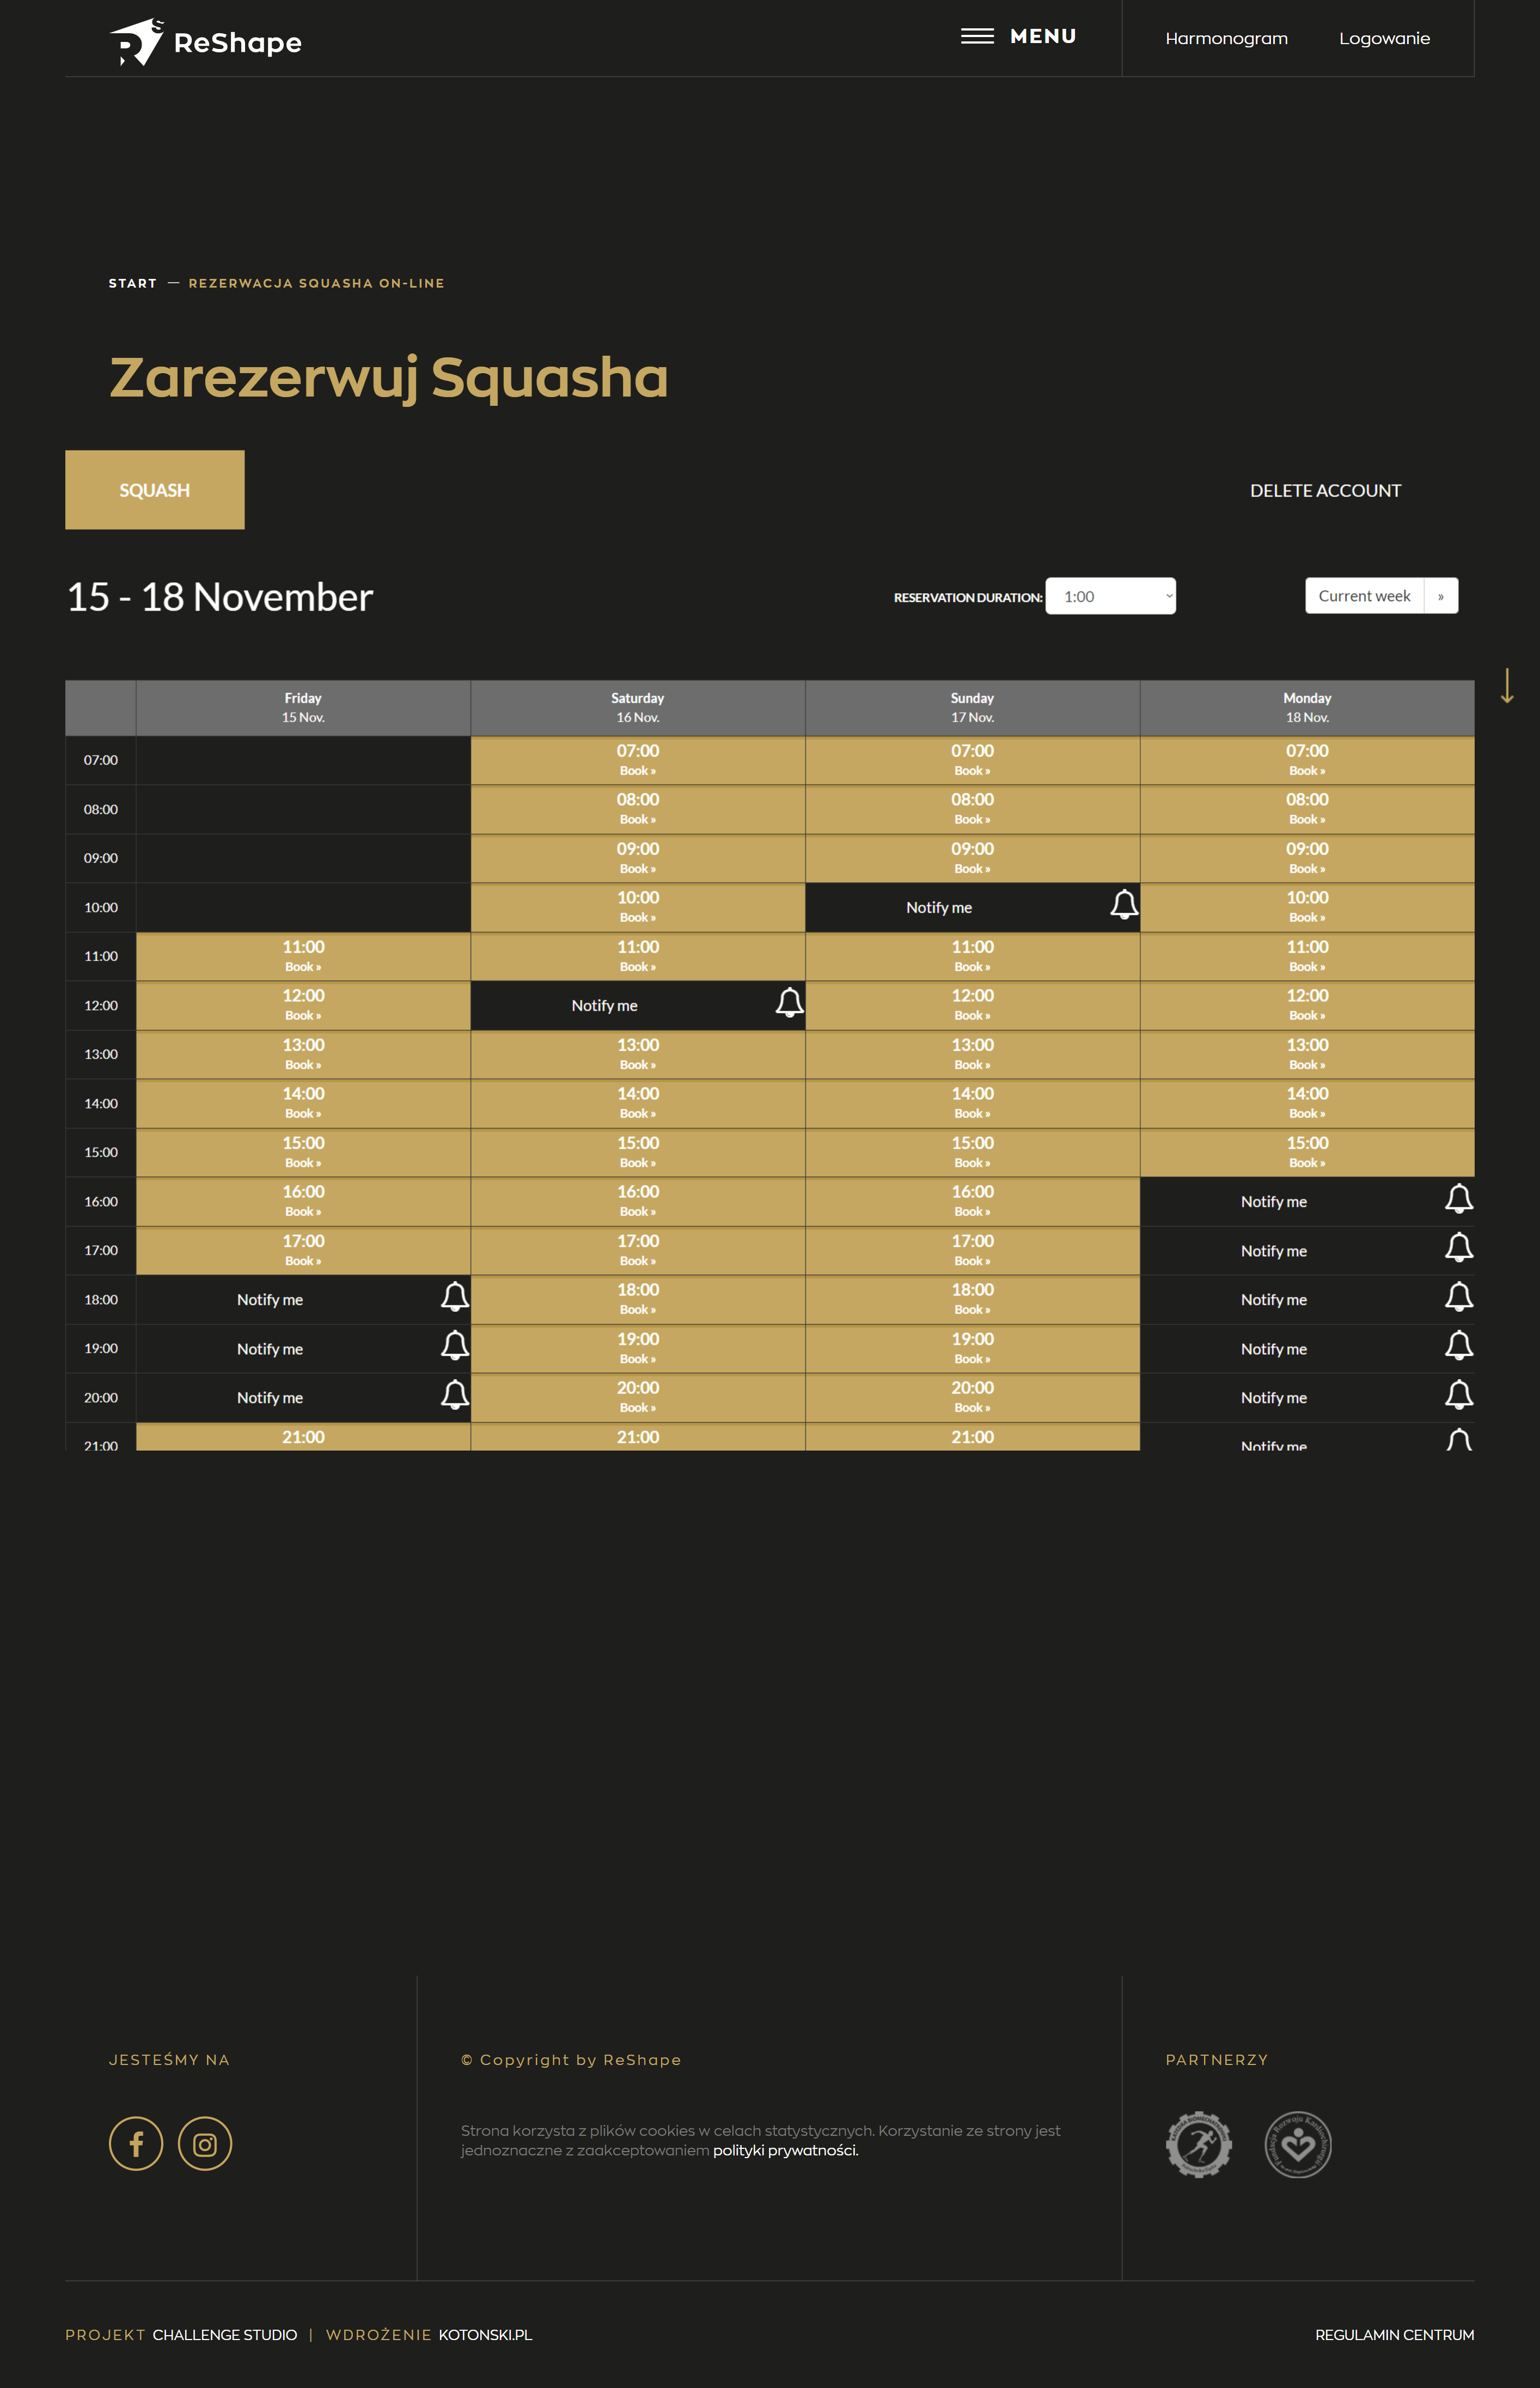 ReShape
MENU
Harmonogram
Logowanie
START — REZERWACJA SQUASHA ON-LINE
Zarezerwuj Squasha
SQUASH
DELETE ACCOUNT
15 - 18 November
RESERVATION DURATION: 1:00
Current week »
Friday Saturday Sunday Monday
15 Nov. 16 Nov. 17 Nov. 18 Nov.
07:00 07:00 07:00 07:00
Book » Book » Book »
08:00 08:00 08:00 08:00
Book » Book » Book »
09:00 09:00 09:00 09:00
Book » Book » Book »
10:00 10:00 Notify me 10:00
Book » Book »
11:00 11:00 11:00 11:00 11:00
Book » Book » Book » Book »
12:00 12:00 Notify me 12:00 12:00
Book » Book » Book »
13:00 13:00 13:00 13:00 13:00
Book » Book » Book » Book »
14:00 14:00 14:00 14:00 14:00
Book » Book » Book » Book »
15:00 15:00 15:00 15:00 15:00
Book » Book » Book » Book »
16:00 16:00 16:00 16:00 Notify me
Book » Book » Book »
17:00 17:00 17:00 17:00 Notify me
Book » Book » Book »
18:00 Notify me 18:00 18:00 Notify me
Book » Book »
19:00 Notify me 19:00 19:00 Notify me
Book » Book »
20:00 Notify me 20:00 20:00 Notify me
Book » Book »
21:00 21:00 21:00 21:00 Notify me
JESTEŚMY NA
© Copyright by ReShape
Strona korzysta z plików cookies w celach statystycznych. Korzystanie ze strony jest
jednoznaczne z zaakceptowaniem polityki prywatności.
PARTNERZY
PROJEKT CHALLENGE STUDIO | WDROŻENIE KOTONSKI.PL
REGULAMIN CENTRUM